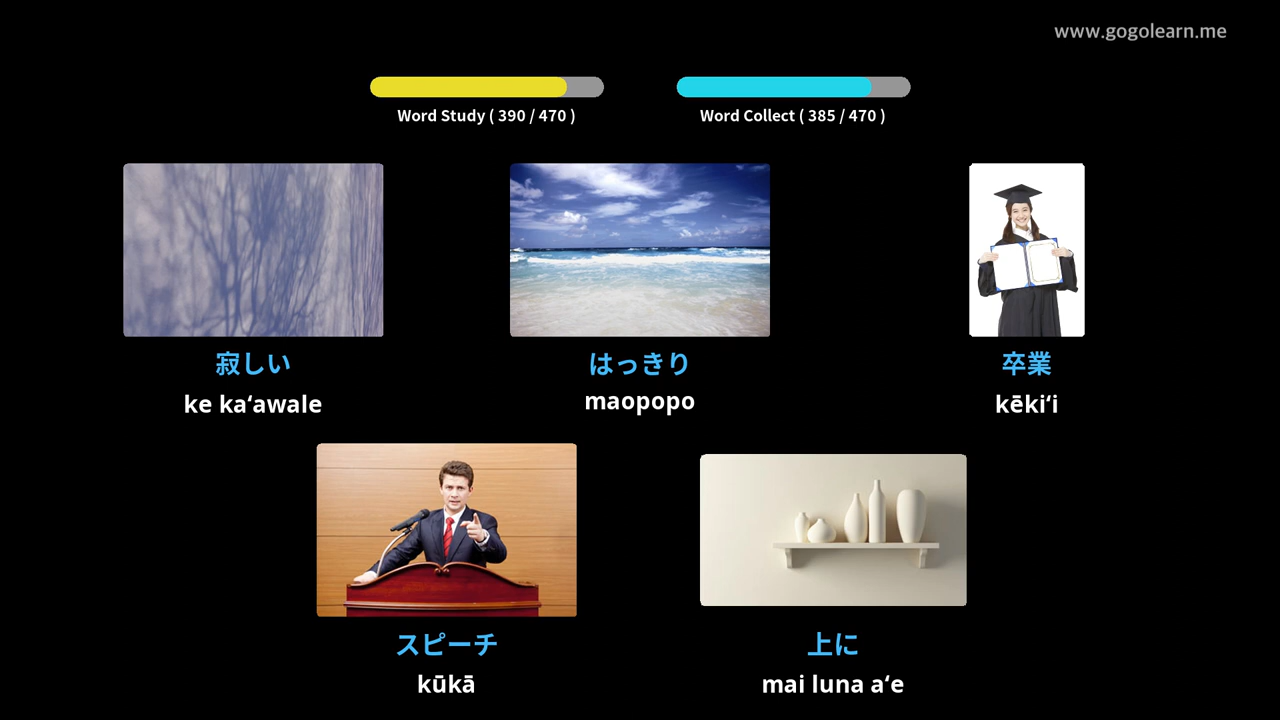 www.gogolearn.me
Word Study ( 390 / 470 )
Word Collect ( 385 / 470 )
寂しい
ke kaʻawale
はっきり
maopopo
卒業
kēkiʻi
スピーチ
kūkā
上に
mai luna aʻe